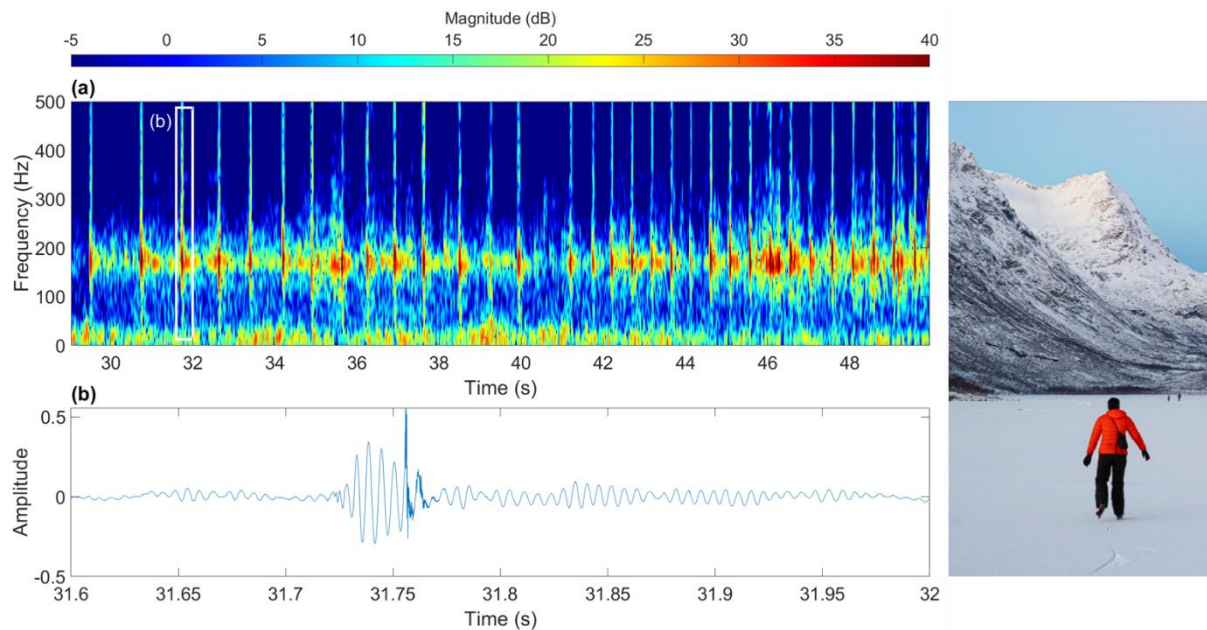 Magnitude (dB)
-5 0 5 10 15 20 25 30 35 40
(a)
500
400
300
200
100
0
Frequency (Hz)
(b)
30 32 34 36 38 40 42 44 46 48
Time (s)
(b)
0.5
0
-0.5
Amplitude
31.6 31.65 31.7 31.75 31.8 31.85 31.9 31.95 32
Time (s)